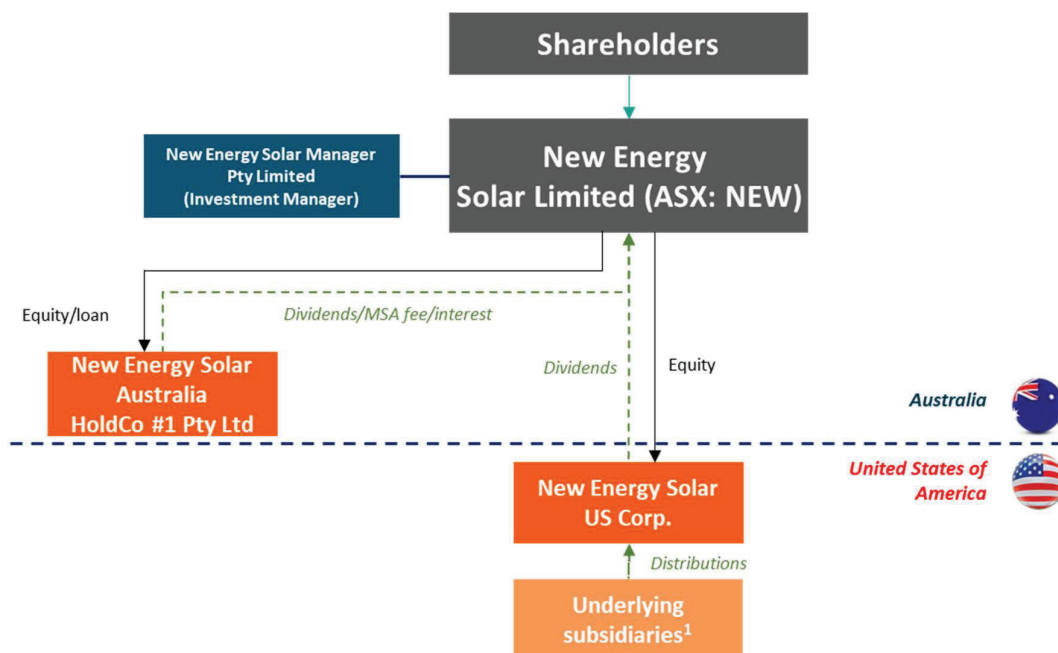 Shareholders
New Energy Solar Manager
Pty Limited
(Investment Manager)
New Energy
Solar Limited (ASX: NEW)
Equity/loan
Dividends/MSA fee/interest
New Energy Solar
Australia
HoldCo #1 Pty Ltd
Dividends
Equity
Australia
United States of
America
New Energy Solar
US Corp.
Distributions
Underlying
subsidiaries¹